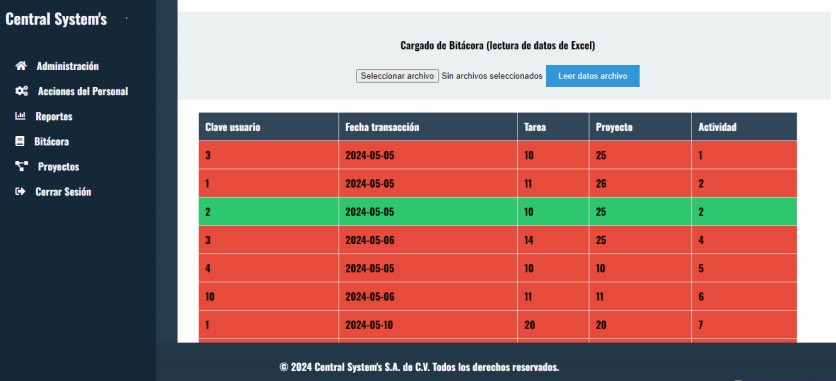 Central System's
Administración
Acciones del Personal
Reportes
Bitácora
Proyectos
Cerrar Sesión
Cargado de Bitácora (lectura de datos de Excel)
Seleccionar archivo Sin archivos seleccionados Leer datos archivo
Clave usuario Fecha transacción Tarea Proyecto Actividad
3 2024-05-05 10 25 1
1 2024-05-05 11 26 2
2 2024-05-05 10 25 2
3 2024-05-06 14 25 4
4 2024-05-05 10 10 5
10 2024-05-06 11 11 6
1 2024-05-10 20 20 7
© 2024 Central System's S.A. de C.V. Todos los derechos reservados.